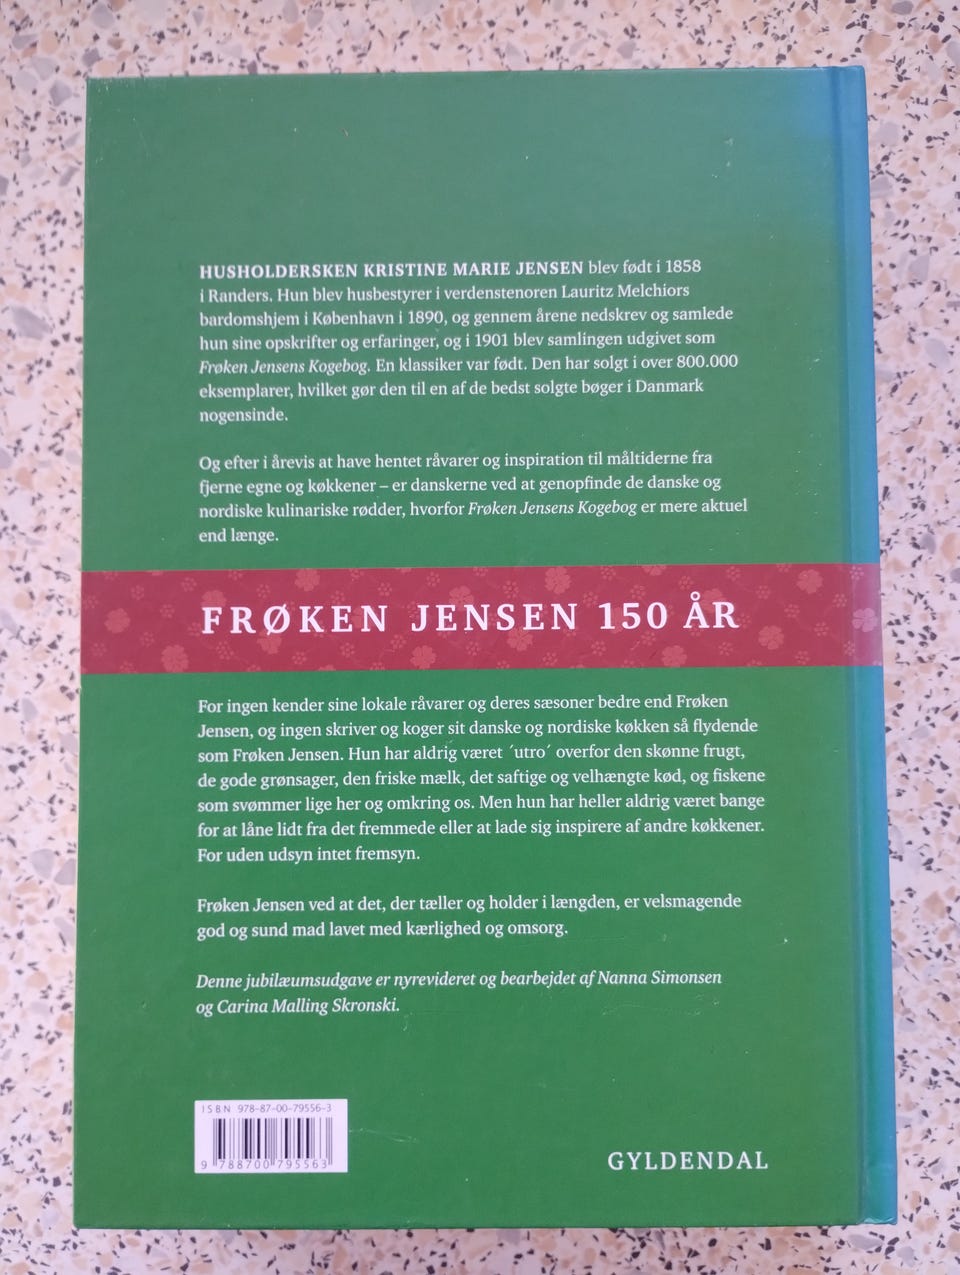 HUSHOLDERSKEN KRISTINE MARIE JENSEN blev født i 1858
i Randers. Hun blev husbestyrer i verdenstenoren Lauritz Melchiors
bardomshjem i København i 1890, og gennem årene nedskrev og samlede
hun sine opskrifter og erfaringer, og i 1901 blev samlingen udgivet som
Frøken Jensens Kogebog. En klassiker var født. Den har solgt i over 800.000
eksemplarer, hvilket gør den til en af de bedst solgte bøger i Danmark
nogensinde.
Og efter i årevis at have hentet råvarer og inspiration til måltiderne fra
fjerne egne og køkkener – er danskerne ved at genopfinde de danske og
nordiske kulinariske rødder, hvorfor Frøken Jensens Kogebog er mere aktuel
end længe.
FRØKEN JENSEN 150 ÅR
For ingen kender sine lokale råvarer og deres sæsoner bedre end Frøken
Jensen, og ingen skriver og koger sit danske og nordiske køkken så flydende
som Frøken Jensen. Hun har aldrig været ´utro´ overfor den skønne frugt,
de gode grønsager, den friske mælk, det saftige og velhængte kød, og fiskene
som svømmer lige her og omkring os. Men hun har heller aldrig været bange
for at låne lidt fra det fremmede eller at lade sig inspirere af andre køkkener.
For uden udsyn intet fremsyn.
Frøken Jensen ved at det, der tæller og holder i længden, er velsmagende
god og sund mad lavet med kærlighed og omsorg.
Denne jubilæumsudgave er nyrevideret og bearbejdet af Nanna Simonsen
og Carina Malling Skronski.
ISBN 978-87-00-79556-3
9 788700 795563
GYLDENDAL